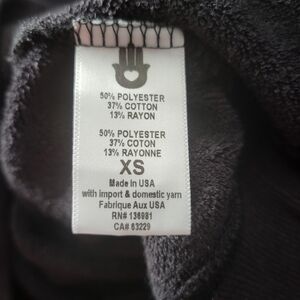 50% POLYESTER
37% COTTON
13% RAYON
50% POLYESTER
37% COTON
13% RAYONNE
XS
Made in USA
with import & domestic yarn
Fabrique Aux USA
RN# 136981
CA# 63229